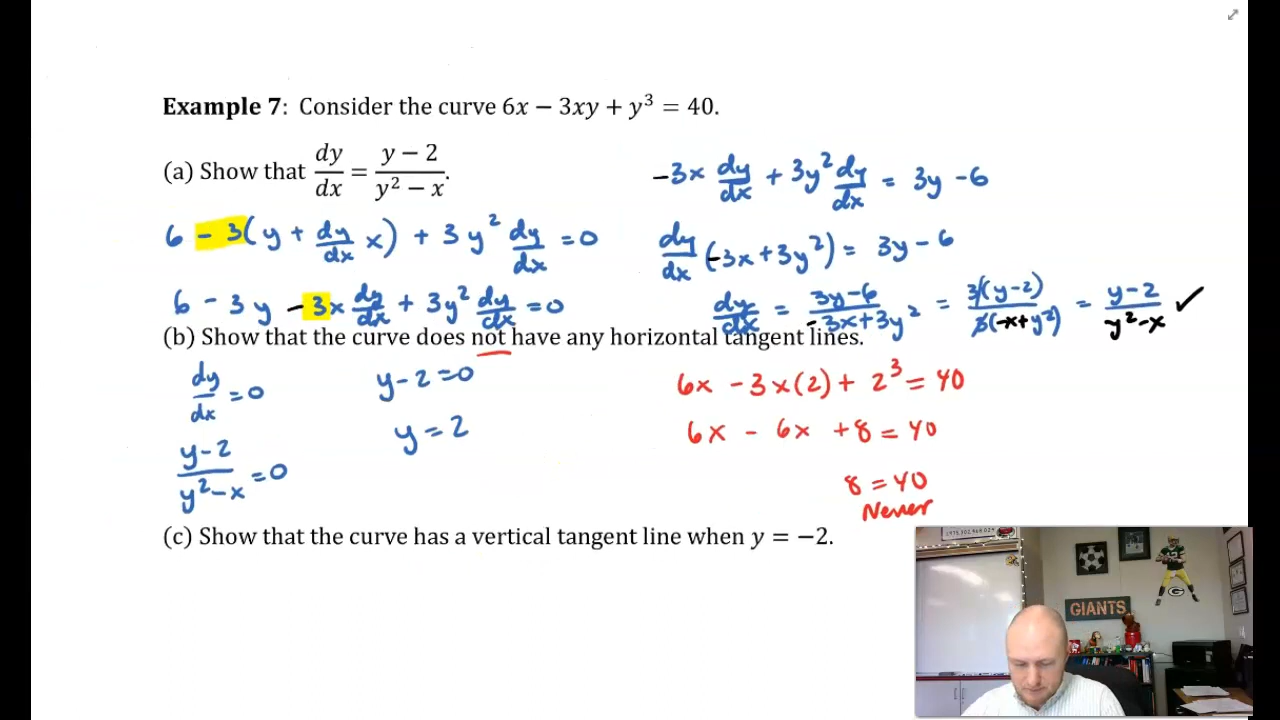 Example 7: Consider the curve 6x − 3xy + y³ = 40.
(a) Show that dy/dx = (y − 2)/(y² − x).
6 − 3(y + dy/dx x) + 3y² dy/dx = 0
6 − 3y − 3x dy/dx + 3y² dy/dx = 0
−3x dy/dx + 3y² dy/dx = 3y − 6
dy/dx (−3x + 3y²) = 3y − 6
dy/dx = (3y − 6)/(−3x + 3y²) = 3(y − 2)/3(−x + y²) = (y − 2)/(y² − x) ✓
(b) Show that the curve does not have any horizontal tangent lines.
dy/dx = 0
(y − 2)/(y² − x) = 0
y − 2 = 0
y = 2
6x − 3x(2) + 2³ = 40
6x − 6x + 8 = 40
8 = 40
Never
(c) Show that the curve has a vertical tangent line when y = −2.
GIANTS
G